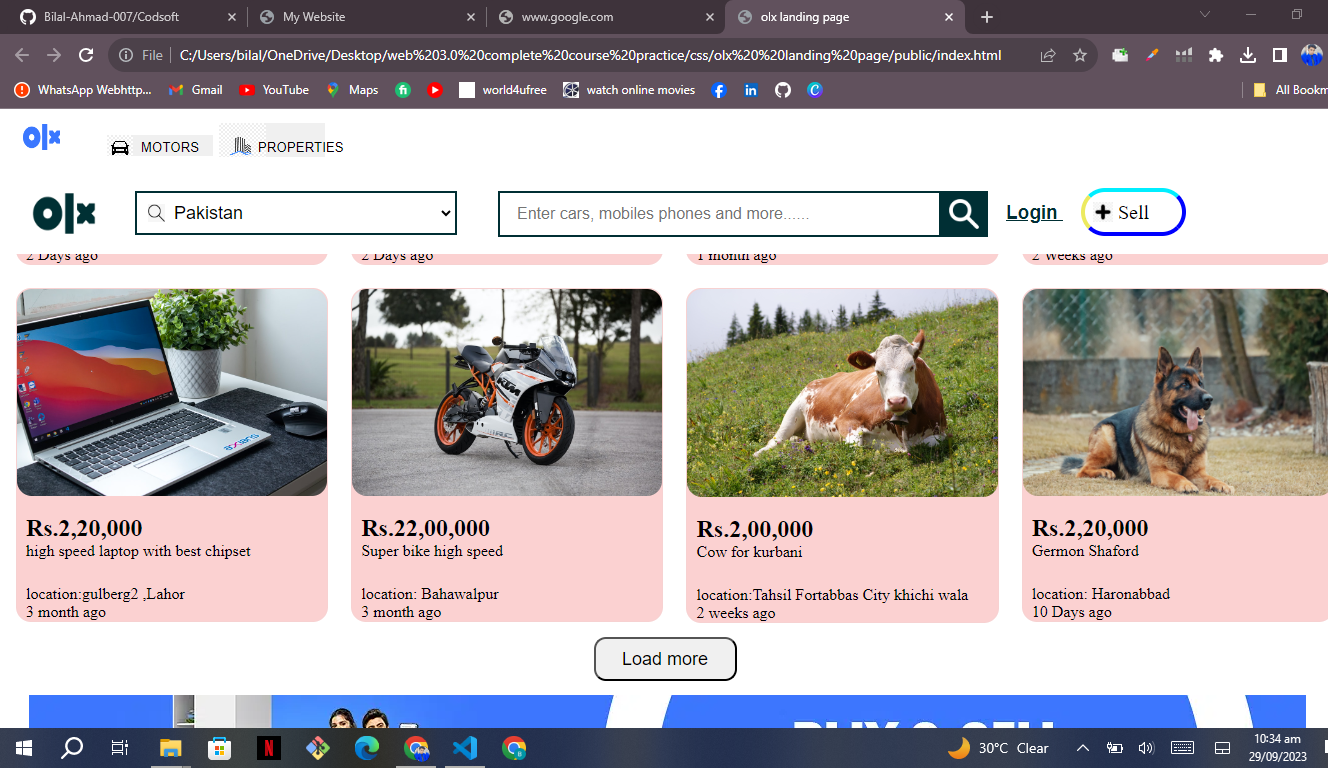 Bilal-Ahmad-007/Codsoft
My Website
www.google.com
olx landing page
File
C:/Users/bilal/OneDrive/Desktop/web%203.0%20complete%20course%20practice/css/olx%20%20landing%20page/public/index.html
WhatsApp Webhttp...
Gmail
YouTube
Maps
world4ufree
watch online movies
All Bookm
olx
MOTORS
PROPERTIES
olx
Pakistan
Enter cars, mobiles phones and more......
Login
Sell
2 Days ago
2 Days ago
1 month ago
2 Weeks ago
KTM
Rs.2,20,000
high speed laptop with best chipset
location:gulberg2 ,Lahor
3 month ago
Rs.22,00,000
Super bike high speed
location: Bahawalpur
3 month ago
Rs.2,00,000
Cow for kurbani
location:Tahsil Fortabbas City khichi wala
2 weeks ago
Rs.2,20,000
Germon Shaford
location: Haronabbad
10 Days ago
Load more
30°C Clear
10:34 am
29/09/2023